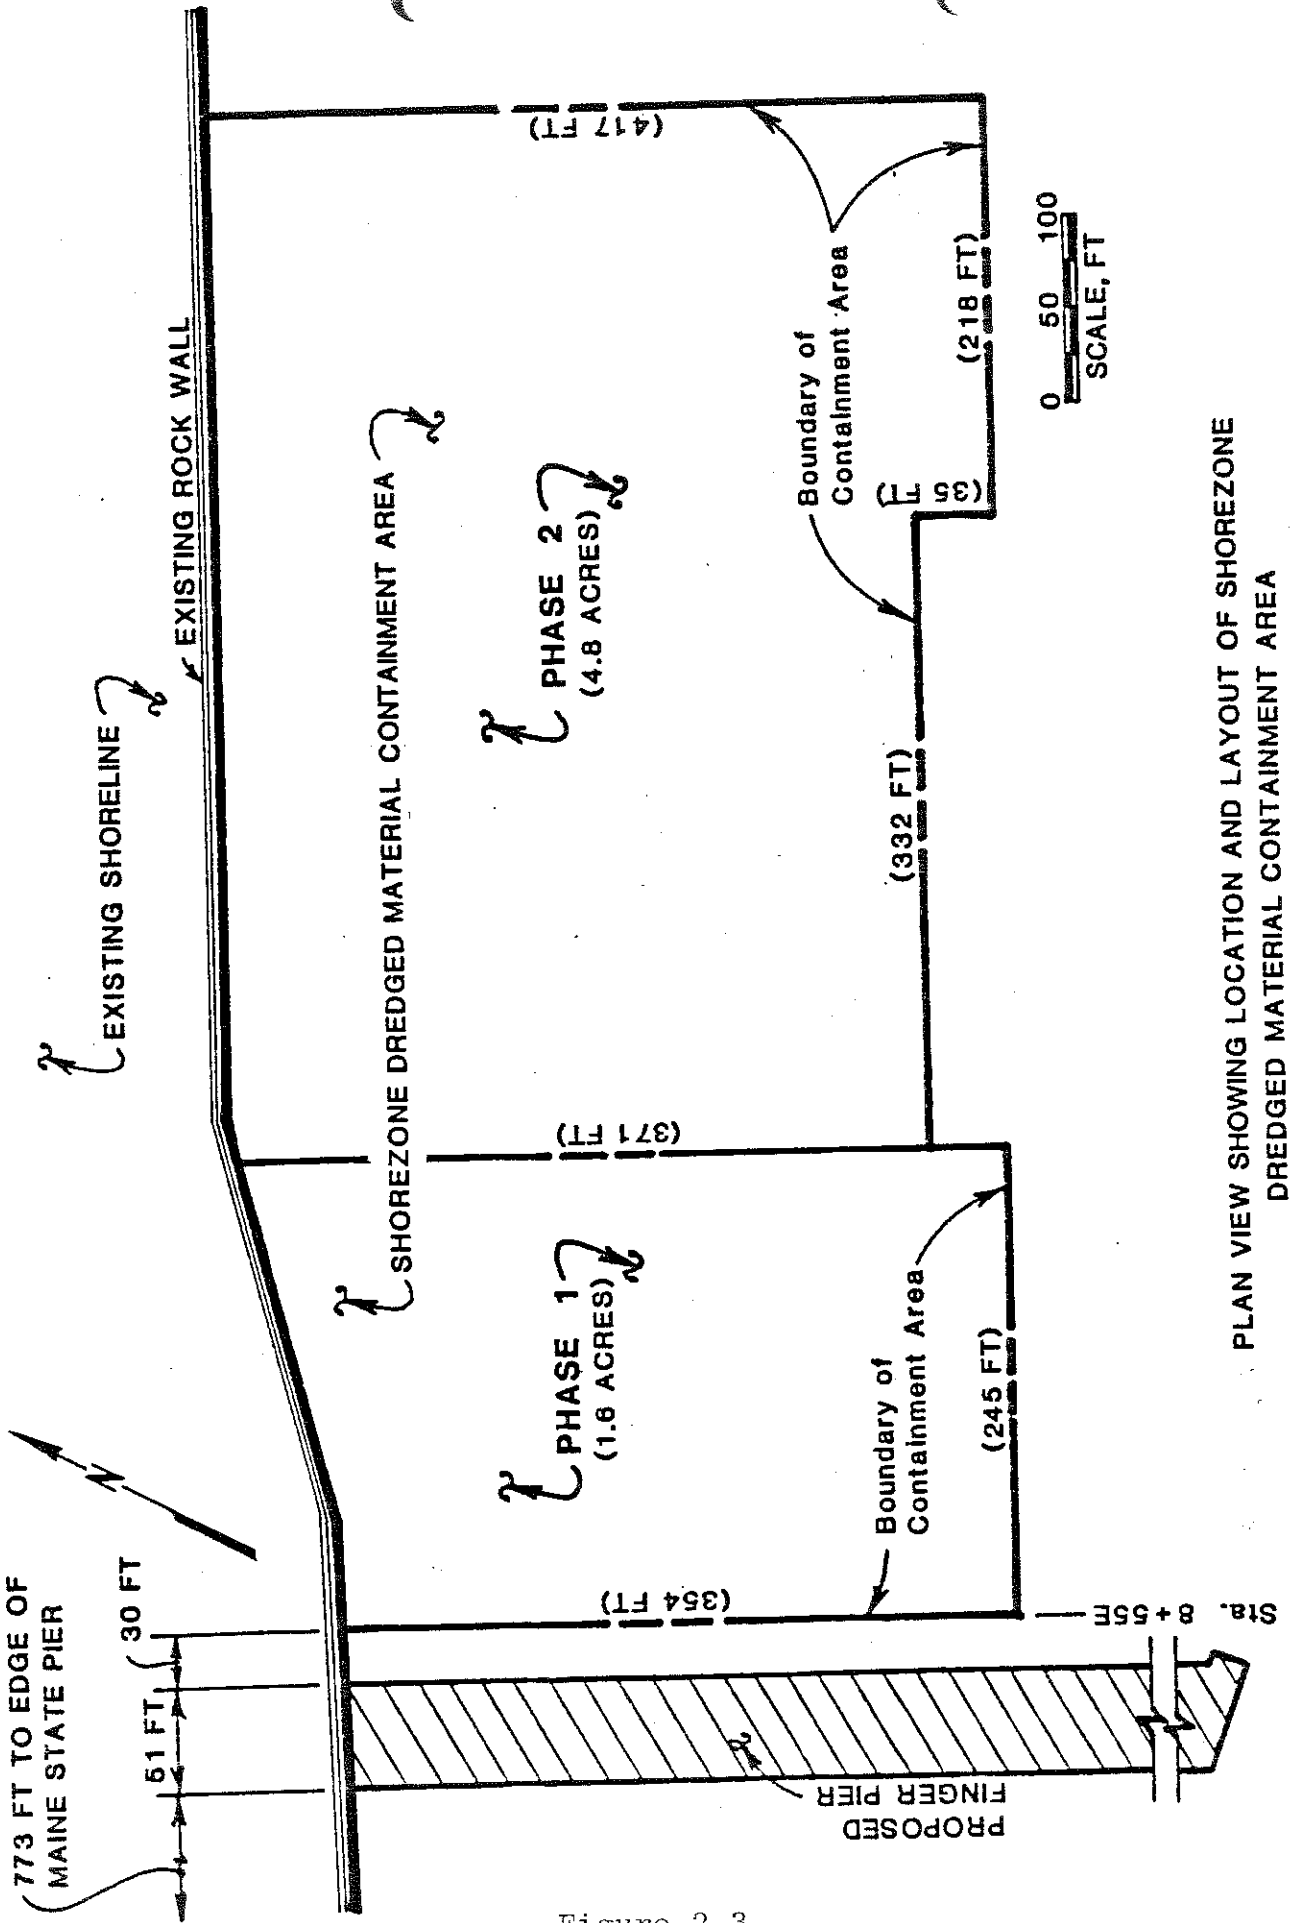 773 FT TO EDGE OF
MAINE STATE PIER
51 FT
30 FT
N
EXISTING SHORELINE
EXISTING ROCK WALL
SHOREZONE DREDGED MATERIAL CONTAINMENT AREA
PHASE 1
(1.6 ACRES)
PHASE 2
(4.8 ACRES)
(354 FT)
(371 FT)
(417 FT)
Boundary of
Containment Area
(245 FT)
(332 FT)
(35 FT)
Boundary of
Containment Area
(218 FT)
PROPOSED
FINGER PIER
Sta. 8+55E
0 50 100
SCALE, FT
PLAN VIEW SHOWING LOCATION AND LAYOUT OF SHOREZONE
DREDGED MATERIAL CONTAINMENT AREA
Figure 2-3